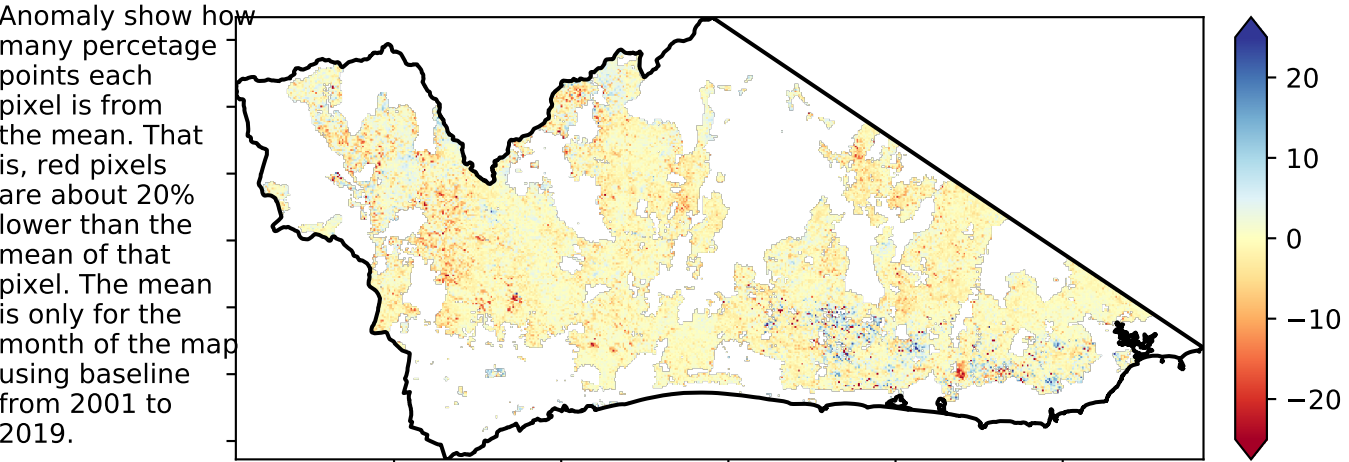 Anomaly show how
many percetage
points each
pixel is from
the mean. That
is, red pixels
are about 20%
lower than the
mean of that
pixel. The mean
is only for the
month of the map
using baseline
from 2001 to
2019.
20
10
0
−10
−20